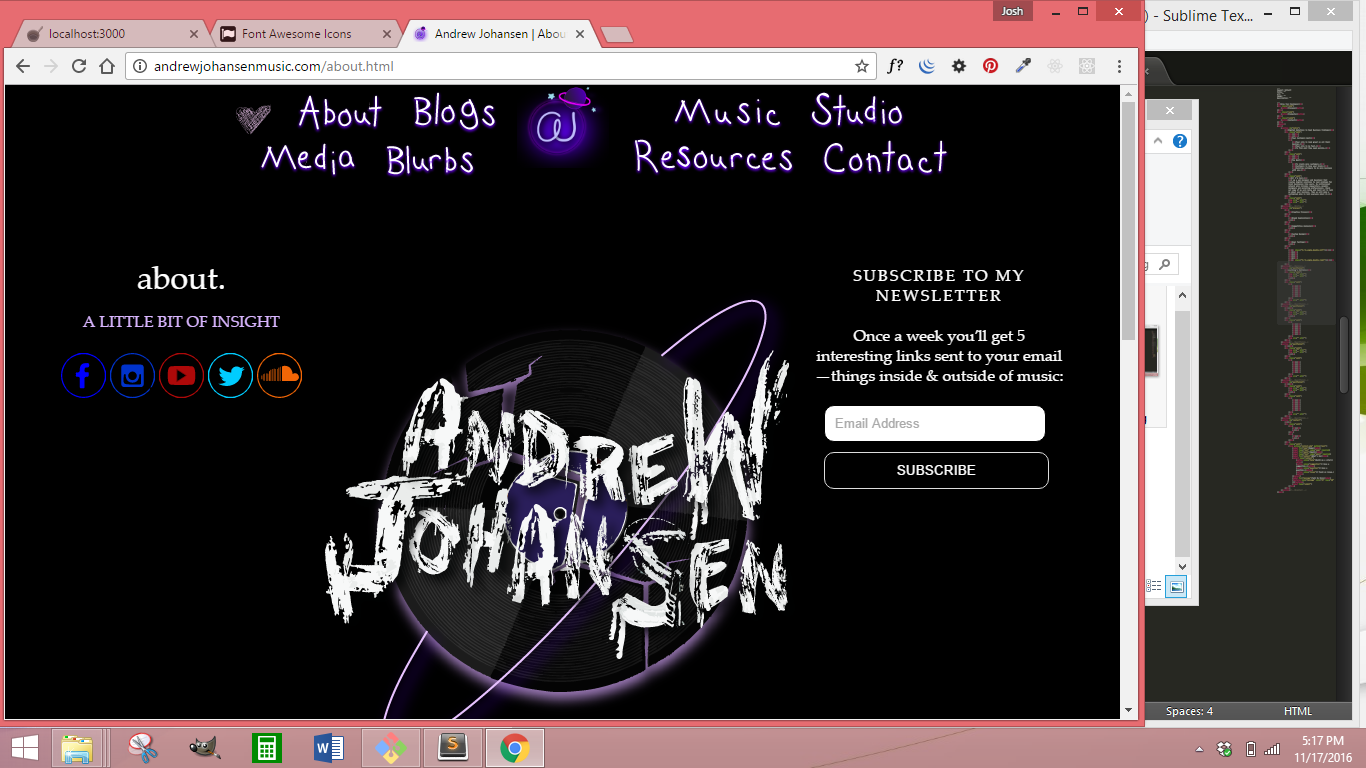 Josh
) - Sublime Tex...
localhost:3000
Font Awesome Icons
Andrew Johansen | Abou
andrewjohansenmusic.com/about.html
f?
About Blogs
Music Studio
Media Blurbs
Resources Contact
about.
A LITTLE BIT OF INSIGHT
SUBSCRIBE TO MY
NEWSLETTER
Once a week you'll get 5
interesting links sent to your email
—things inside & outside of music:
Email Address
SUBSCRIBE
ANDREW
JOHANSEN
Spaces: 4
HTML
5:17 PM
11/17/2016